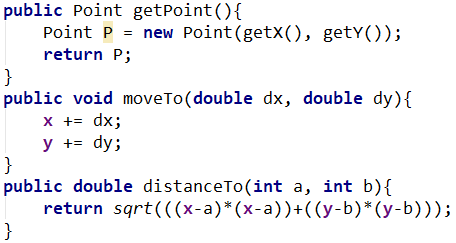 public Point getPoint(){
    Point P = new Point(getX(), getY());
    return P;
}
public void moveTo(double dx, double dy){
    x += dx;
    y += dy;
}
public double distanceTo(int a, int b){
    return sqrt(((x-a)*(x-a))+((y-b)*(y-b)));
}